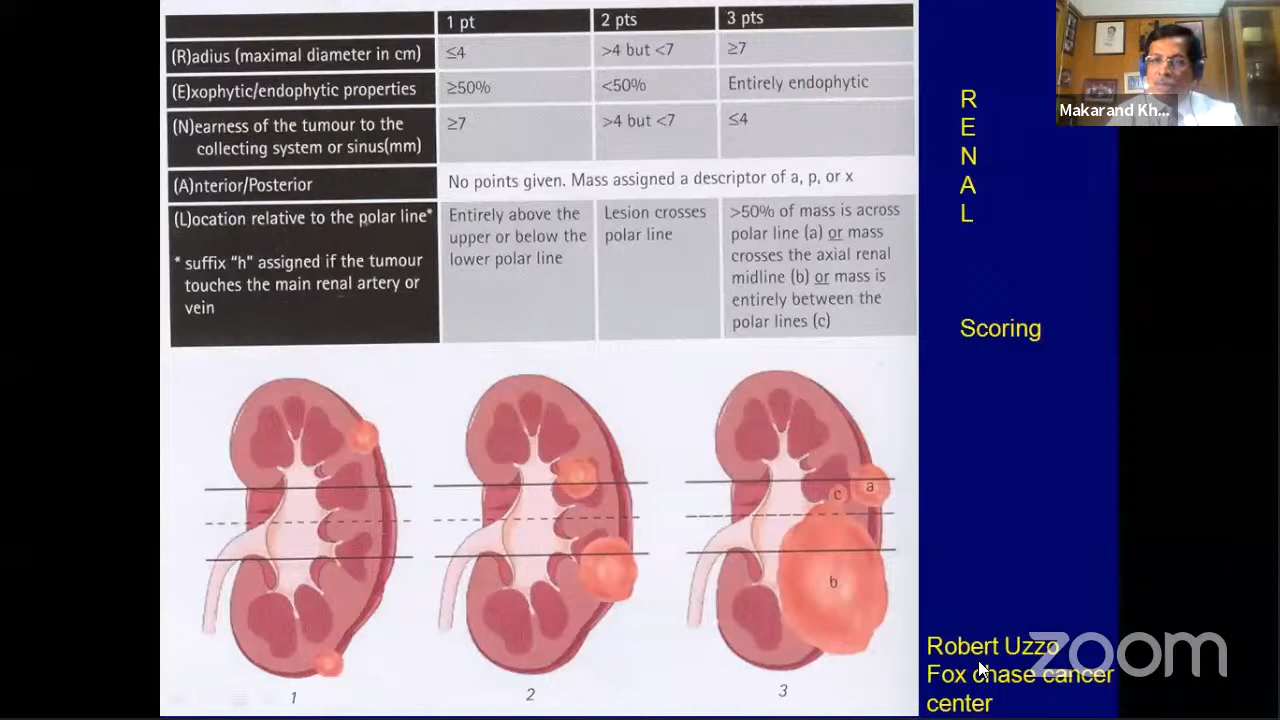 1 pt
2 pts
3 pts
(R)adius (maximal diameter in cm)
≤4
>4 but <7
≥7
(E)xophytic/endophytic properties
≥50%
<50%
Entirely endophytic
(N)earness of the tumour to the
collecting system or sinus(mm)
≥7
>4 but <7
≤4
(A)nterior/Posterior
No points given. Mass assigned a descriptor of a, p, or x
(L)ocation relative to the polar line*
* suffix "h" assigned if the tumour
touches the main renal artery or
vein
Entirely above the
upper or below the
lower polar line
Lesion crosses
polar line
>50% of mass is across
polar line (a) or mass
crosses the axial renal
midline (b) or mass is
entirely between the
polar lines (c)
a
c
b
1
2
3
R
E
N
A
L
Scoring
Robert Uzzo
Fox chase cancer
center
Makarand Kh...
zoom